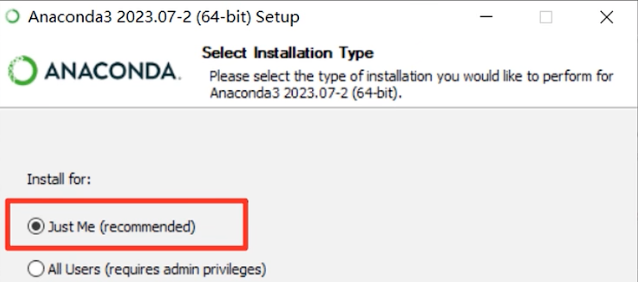 Anaconda3 2023.07-2 (64-bit) Setup
Select Installation Type
ANACONDA.
Please select the type of installation you would like to perform for
Anaconda3 2023.07-2 (64-bit).
Install for:
Just Me (recommended)
All Users (requires admin privileges)